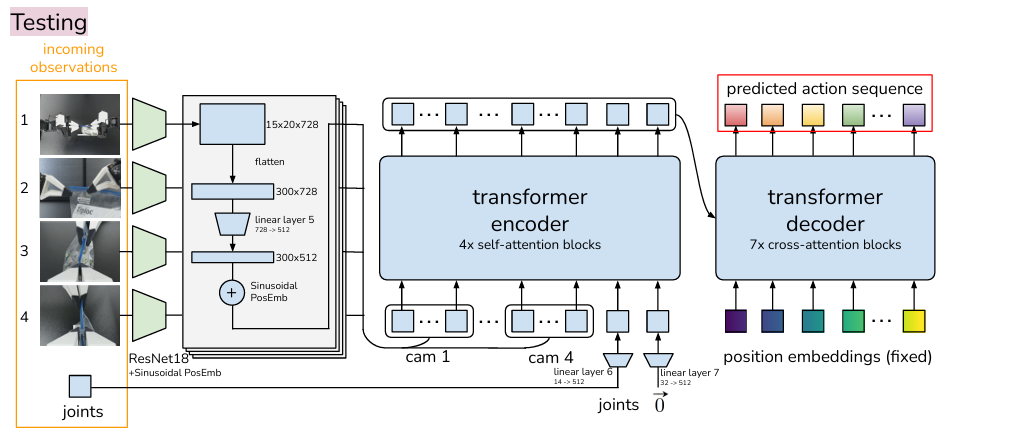 Testing
incoming
observations
1
2
3
4
15x20x728
flatten
300x728
linear layer 5
728 -> 512
300x512
Sinusoidal
PosEmb
+
ResNet18
+Sinusoidal PosEmb
joints
transformer
encoder
4x self-attention blocks
cam 1
cam 4
linear layer 6
14 -> 512
linear layer 7
32 -> 512
joints
0
predicted action sequence
transformer
decoder
7x cross-attention blocks
position embeddings (fixed)